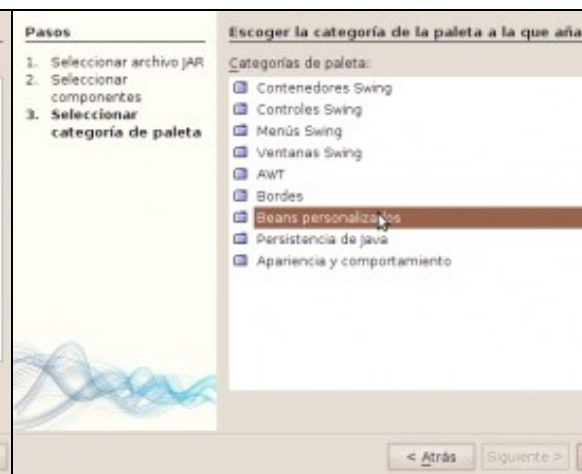 Pasos
1. Seleccionar archivo JAR
2. Seleccionar
componentes
3. Seleccionar
categoría de paleta
Escoger la categoría de la paleta a la que aña
Categorías de paleta:
Contenedores Swing
Controles Swing
Menús Swing
Ventanas Swing
AWT
Bordes
Beans personalizados
Persistencia de Java
Apariencia y comportamiento
< Atrás
Siguiente >